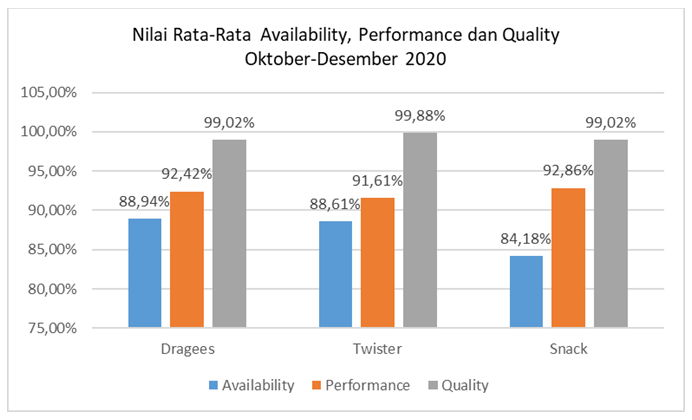 Nilai Rata-Rata Availability, Performance dan Quality
Oktober-Desember 2020
105,00%
100,00%
95,00%
90,00%
85,00%
80,00%
75,00%
88,94%
92,42%
99,02%
88,61%
91,61%
99,88%
84,18%
92,86%
99,02%
Dragees
Twister
Snack
Availability
Performance
Quality